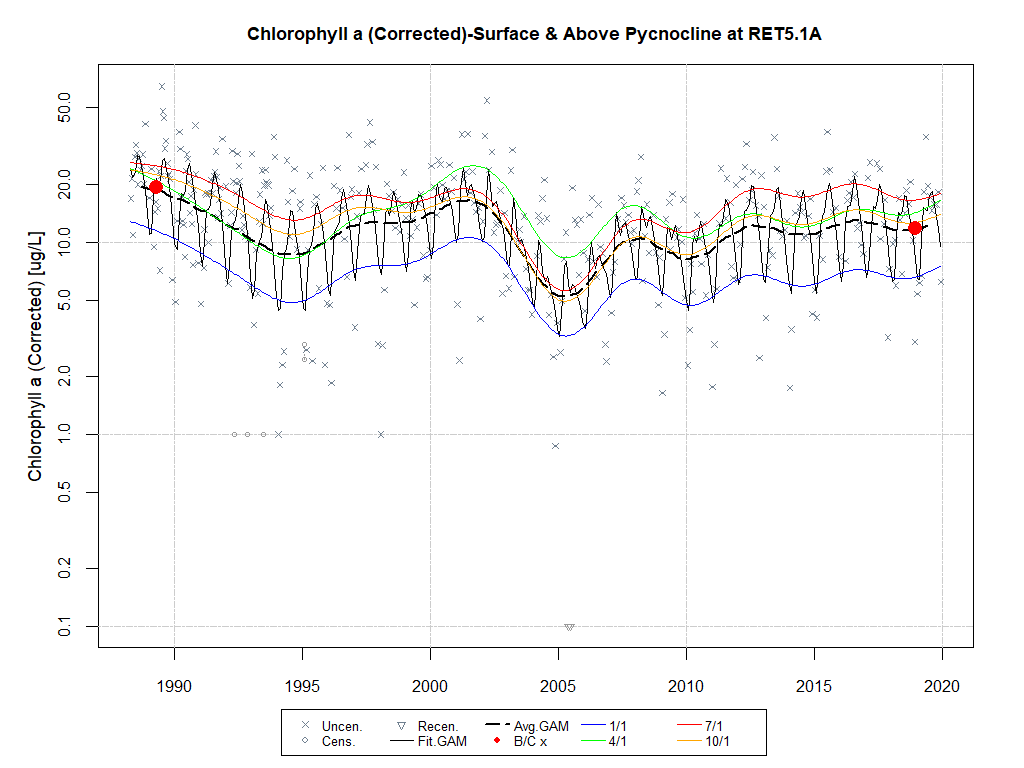 Chlorophyll a (Corrected)-Surface & Above Pycnocline at RET5.1A
Chlorophyll a (Corrected) [ug/L]
50.0
20.0
10.0
5.0
2.0
1.0
0.5
0.2
0.1
1990 1995 2000 2005 2010 2015 2020
Uncen. Recen. Avg.GAM 1/1 7/1
Cens. Fit.GAM B/C x 4/1 10/1